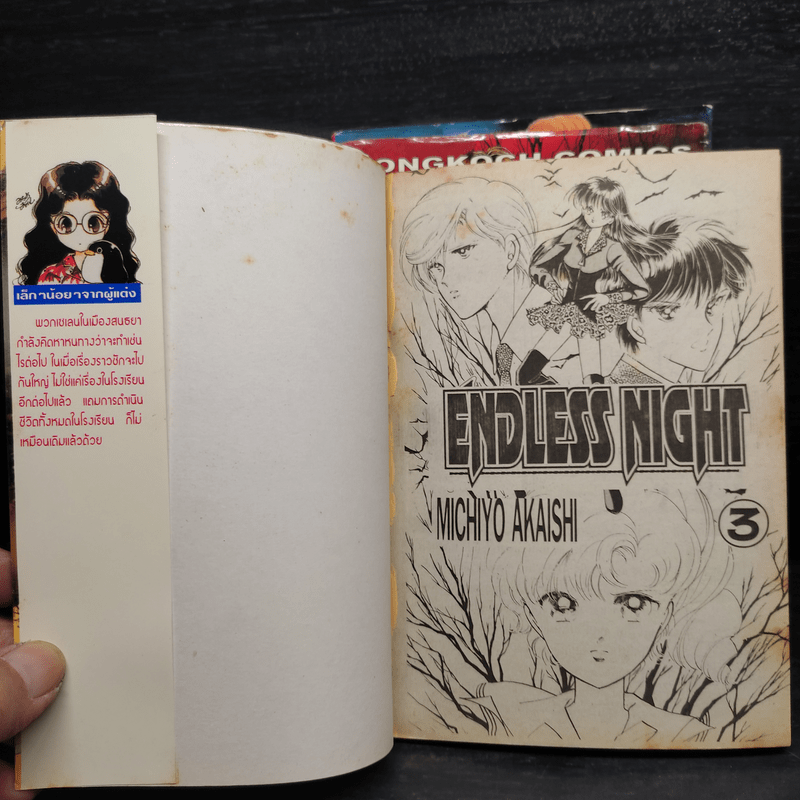 เล็กๆน้อยๆจากผู้แต่ง
พวกเซเลนในเมืองสนธยา
กำลังคิดหาหนทางว่าจะทำเช่น
ไรต่อไป ในเมื่อเรื่องราวชักจะไป
กันใหญ่ ไม่ใช่แค่เรื่องในโรงเรียน
อีกต่อไปแล้ว แถมการดำเนิน
ชีวิตทั้งหมดในโรงเรียน ก็ไม่
เหมือนเดิมแล้วด้วย
ONGKOCH COMICS
ENDLESS NIGHT
MICHIYO AKAISHI
3